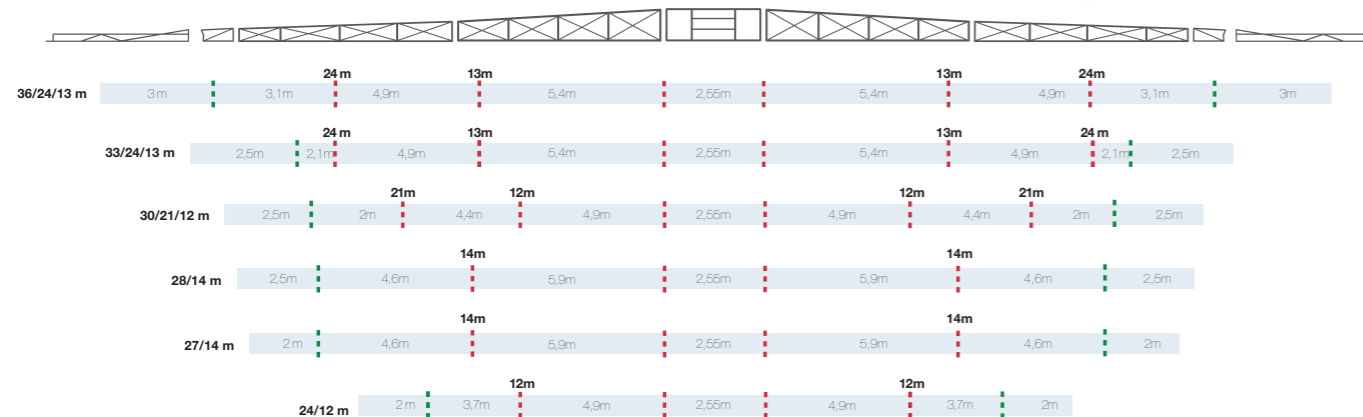 24 m 13m 13m 24m
36/24/13 m 3 m 3,1m 4,9m 5,4m 2,55m 5,4m 4,9m 3,1m 3m
24 m 13m 13m 24 m
33/24/13 m 2,5m 2,1m 4,9m 5,4m 2,55m 5,4m 4,9m 2,1m 2,5m
21m 12m 12m 21m
30/21/12 m 2,5m 2m 4,4m 4,9m 2,55m 4,9m 4,4m 2m 2,5m
14m 14m
28/14 m 2,5m 4,6m 5,9m 2,55m 5,9m 4,6m 2,5m
14m 14m
27/14 m 2 m 4,6m 5,9m 2,55m 5,9m 4,6m 2m
12m 12m
24/12 m 2 m 3,7m 4,9m 2,55m 4,9m 3,7m 2m